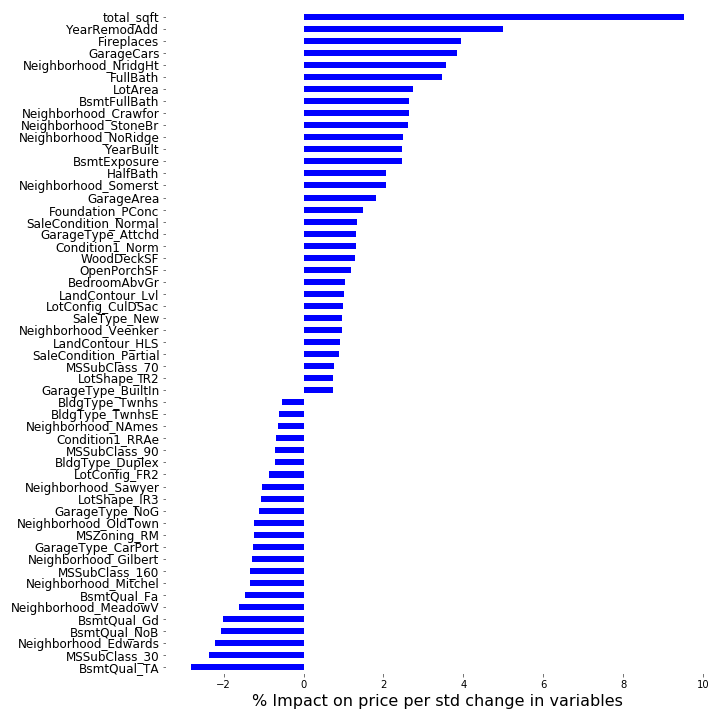 total_sqft
YearRemodAdd
Fireplaces
GarageCars
Neighborhood_NridgHt
FullBath
LotArea
BsmtFullBath
Neighborhood_Crawfor
Neighborhood_StoneBr
Neighborhood_NoRidge
YearBuilt
BsmtExposure
HalfBath
Neighborhood_Somerst
GarageArea
Foundation_PConc
SaleCondition_Normal
GarageType_Attchd
Condition1_Norm
WoodDeckSF
OpenPorchSF
BedroomAbvGr
LandContour_Lvl
LotConfig_CulDSac
SaleType_New
Neighborhood_Veenker
LandContour_HLS
SaleCondition_Partial
MSSubClass_70
LotShape_IR2
GarageType_BuiltIn
BldgType_Twnhs
BldgType_TwnhsE
Neighborhood_NAmes
Condition1_RRAe
MSSubClass_90
BldgType_Duplex
LotConfig_FR2
Neighborhood_Sawyer
LotShape_IR3
GarageType_NoG
Neighborhood_OldTown
MSZoning_RM
GarageType_CarPort
Neighborhood_Gilbert
MSSubClass_160
Neighborhood_Mitchel
BsmtQual_Fa
Neighborhood_MeadowV
BsmtQual_Gd
BsmtQual_NoB
Neighborhood_Edwards
MSSubClass_30
BsmtQual_TA
−2 0 2 4 6 8 10
% Impact on price per std change in variables